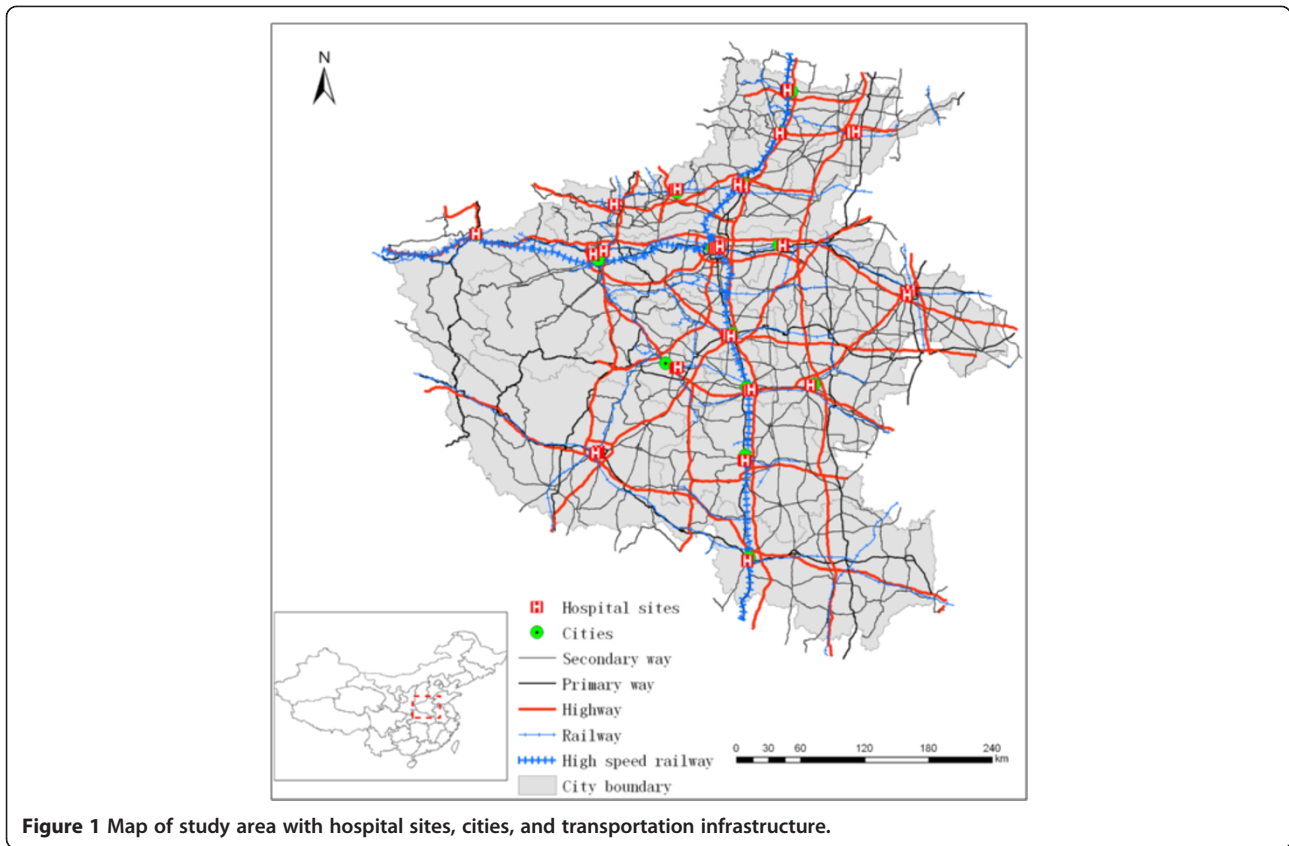 N
Hospital sites
Cities
Secondary way
Primary way
Highway
Railway
High speed railway
City boundary
0 30 60 120 180 240
km
Figure 1 Map of study area with hospital sites, cities, and transportation infrastructure.